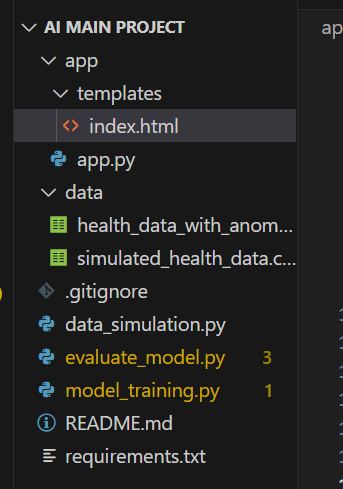 AI MAIN PROJECT
ap
app
templates
<> index.html
app.py
data
health_data_with_anom...
simulated_health_data.c...
.gitignore
data_simulation.py
evaluate_model.py 3
model_training.py 1
README.md
requirements.txt